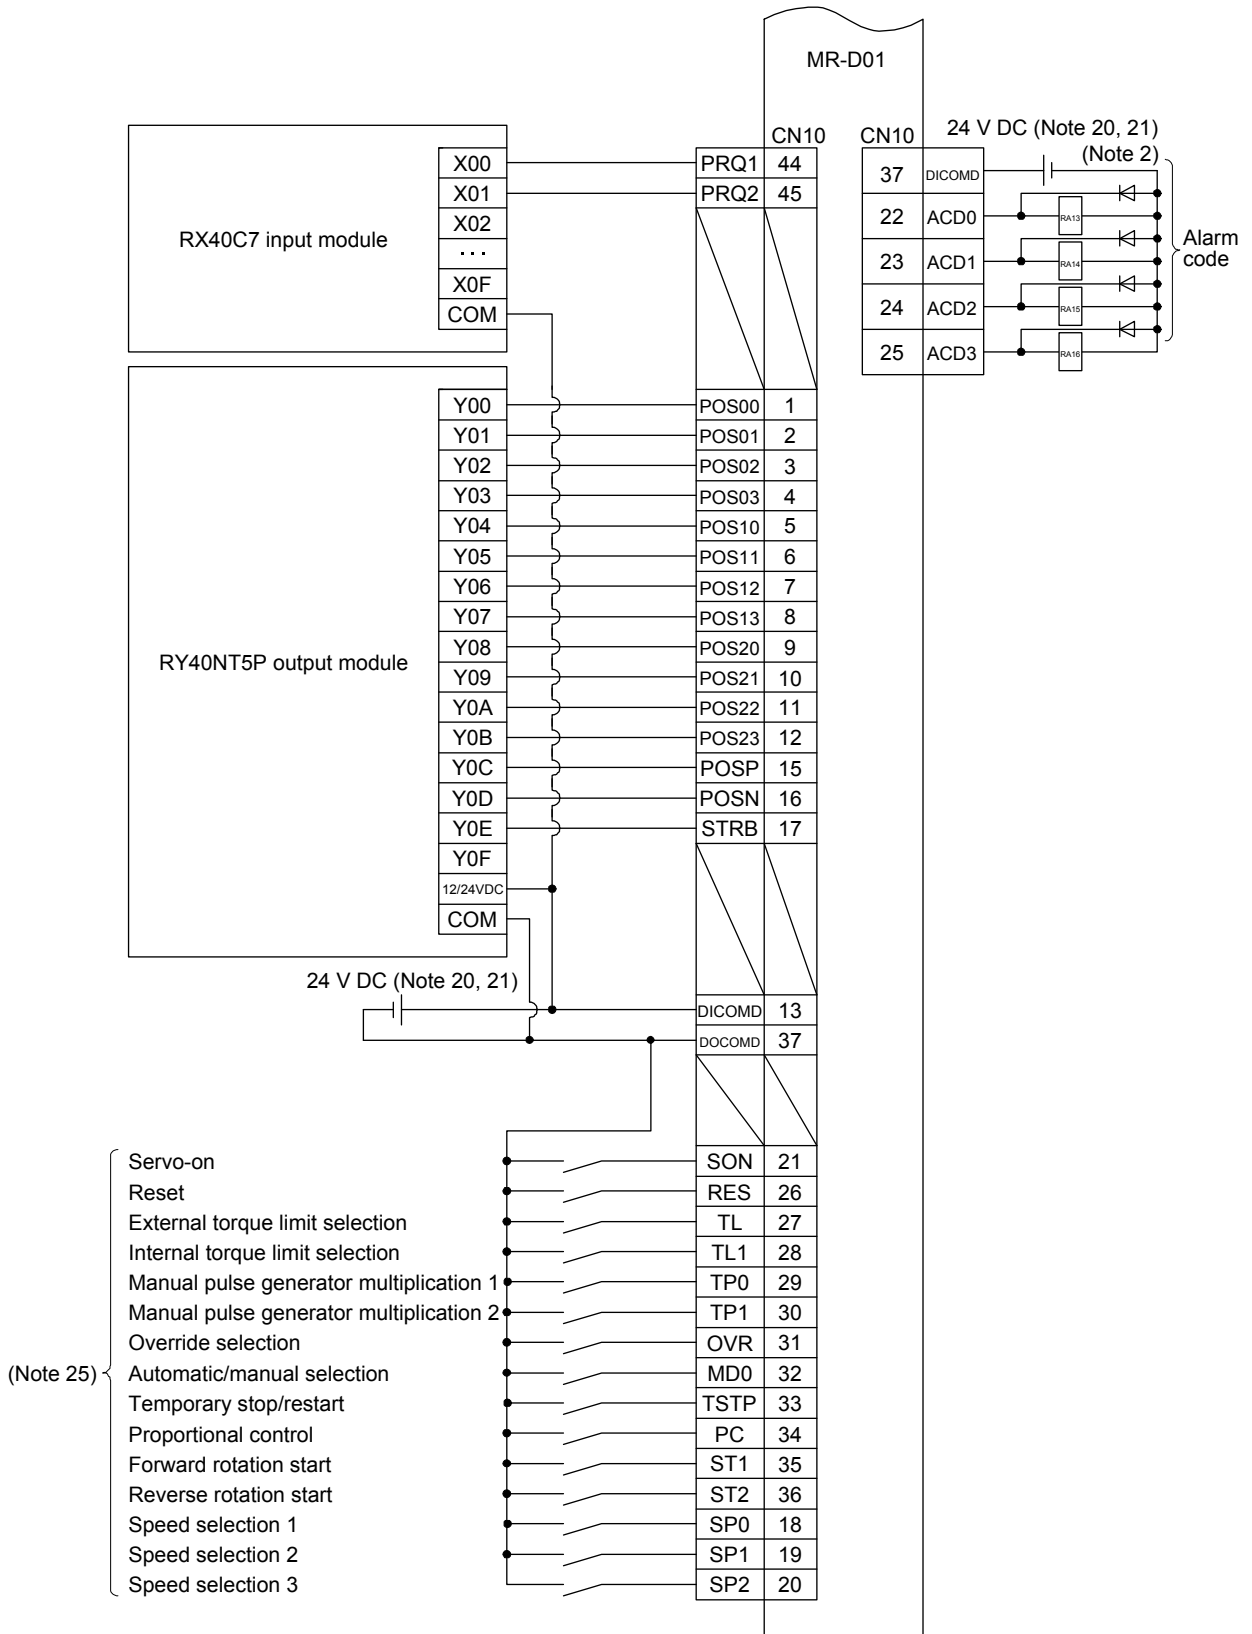 MR-D01
CN10
CN10
24 V DC (Note 20, 21)
(Note 2)
RX40C7 input module
X00
X01
X02
...
X0F
COM
PRQ1 44
PRQ2 45
37 DICOMD
22 ACD0 RA13
23 ACD1 RA14
24 ACD2 RA15
25 ACD3 RA16
Alarm
code
RY40NT5P output module
Y00 POS00 1
Y01 POS01 2
Y02 POS02 3
Y03 POS03 4
Y04 POS10 5
Y05 POS11 6
Y06 POS12 7
Y07 POS13 8
Y08 POS20 9
Y09 POS21 10
Y0A POS22 11
Y0B POS23 12
Y0C POSP 15
Y0D POSN 16
Y0E STRB 17
Y0F
12/24VDC
COM
24 V DC (Note 20, 21)
DICOMD 13
DOCOMD 37
(Note 25)
Servo-on SON 21
Reset RES 26
External torque limit selection TL 27
Internal torque limit selection TL1 28
Manual pulse generator multiplication 1 TP0 29
Manual pulse generator multiplication 2 TP1 30
Override selection OVR 31
Automatic/manual selection MD0 32
Temporary stop/restart TSTP 33
Proportional control PC 34
Forward rotation start ST1 35
Reverse rotation start ST2 36
Speed selection 1 SP0 18
Speed selection 2 SP1 19
Speed selection 3 SP2 20